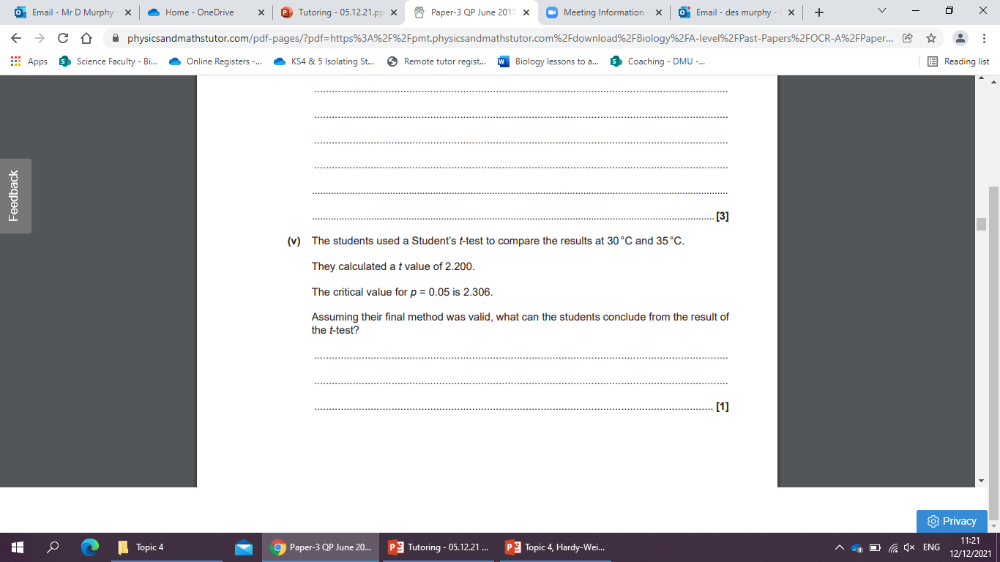 Email - Mr D Murphy
Home - OneDrive
Tutoring - 05.12.21.pp
Paper-3 QP June 2017
Meeting Information
Email - des murphy -
physicsandmathstutor.com/pdf-pages/?pdf=https%3A%2F%2Fpmt.physicsandmathstutor.com%2Fdownload%2FBiology%2FA-level%2FPast-Papers%2FOCR-A%2FPaper...
Apps
Science Faculty - Bi...
Online Registers -...
KS4 & 5 Isolating St...
Remote tutor regist...
Biology lessons to a...
Coaching - DMU -...
Reading list
Feedback
[3]
(v) The students used a Student's t-test to compare the results at 30 °C and 35 °C.
They calculated a t value of 2.200.
The critical value for p = 0.05 is 2.306.
Assuming their final method was valid, what can the students conclude from the result of
the t-test?
[1]
Privacy
Topic 4
Paper-3 QP June 20...
Tutoring - 05.12.21 ...
Topic 4, Hardy-Wei...
ENG
11:21
12/12/2021